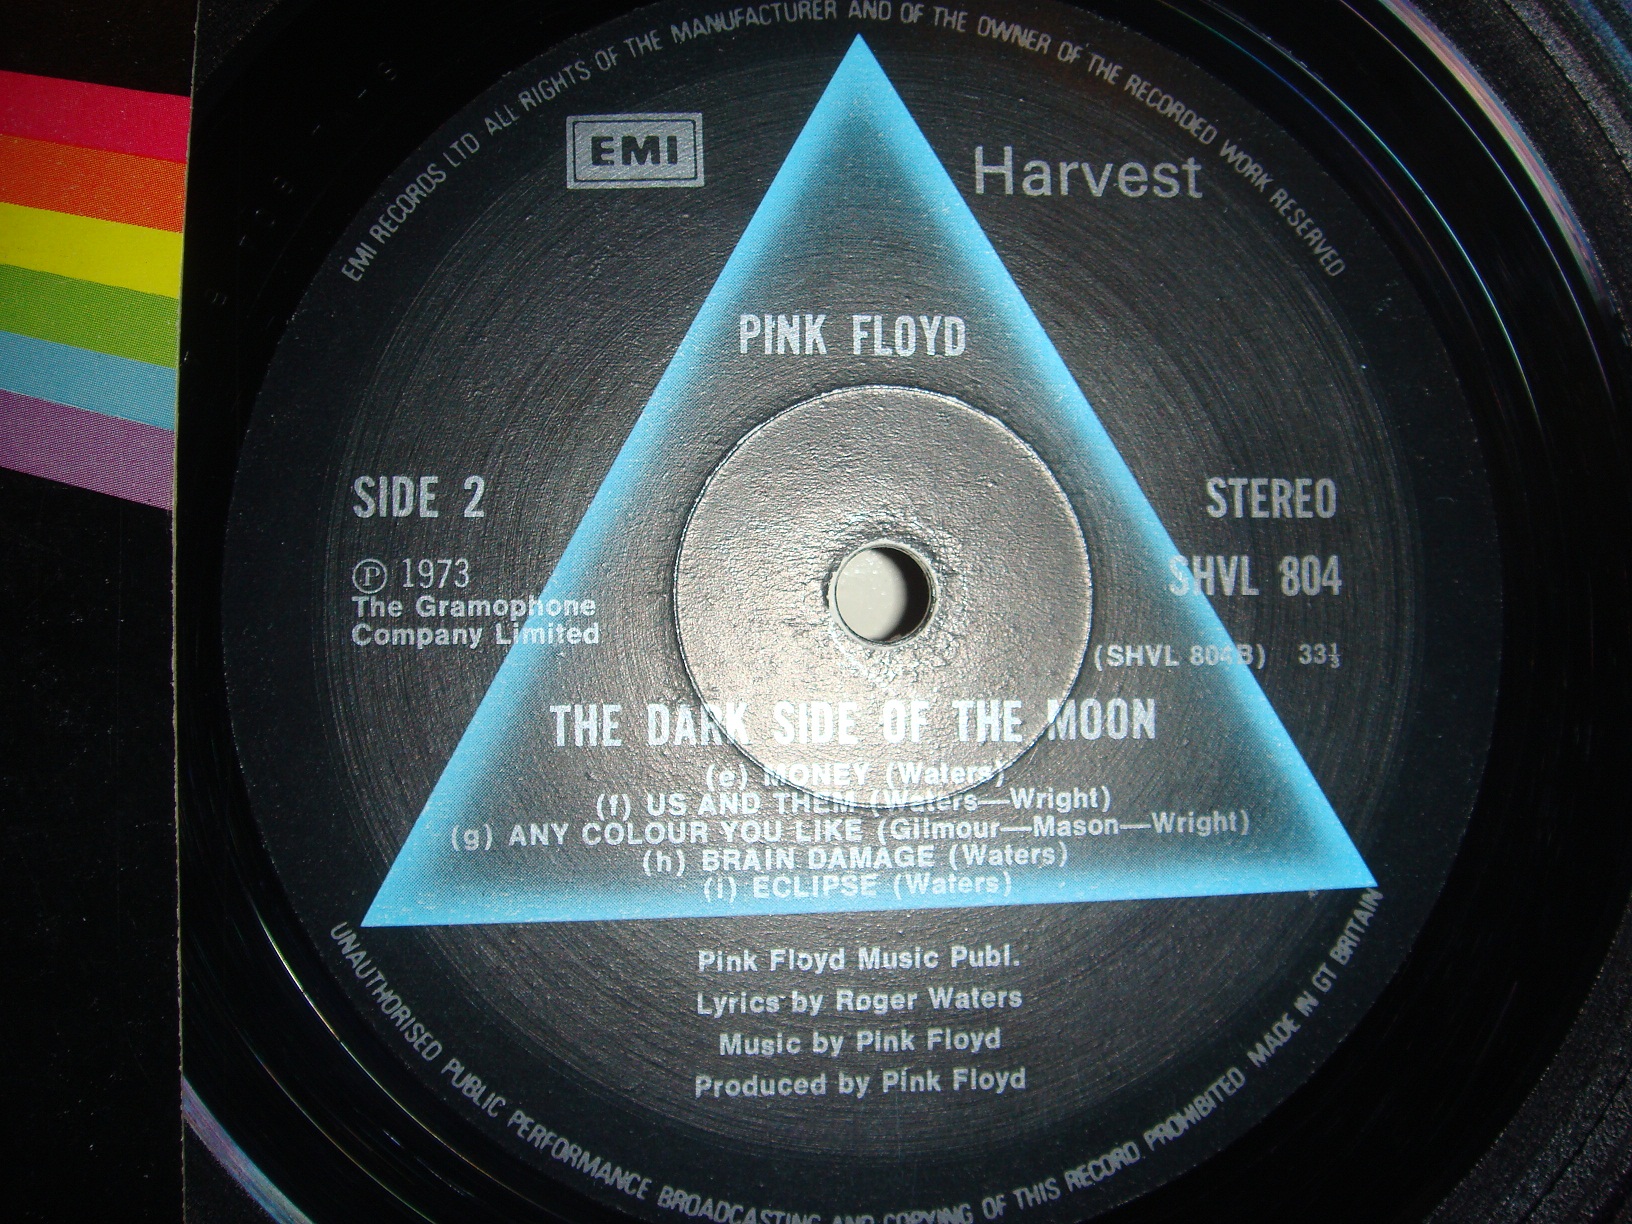 EMI RECORDS LTD ALL RIGHTS OF THE MANUFACTURER AND OF THE OWNER OF THE RECORDED WORK RESERVED
EMI
Harvest
PINK FLOYD
SIDE 2
STEREO
Ⓟ 1973
SHVL 804
The Gramophone
Company Limited
(SHVL 804B) 33⅓
THE DARK SIDE OF THE MOON
(e) MONEY (Waters)
(f) US AND THEM (Waters—Wright)
(g) ANY COLOUR YOU LIKE (Gilmour—Mason—Wright)
(h) BRAIN DAMAGE (Waters)
(i) ECLIPSE (Waters)
Pink Floyd Music Publ.
Lyrics by Roger Waters
Music by Pink Floyd
Produced by Pink Floyd
UNAUTHORISED PUBLIC PERFORMANCE BROADCASTING AND COPYING OF THIS RECORD PROHIBITED MADE IN GT BRITAIN